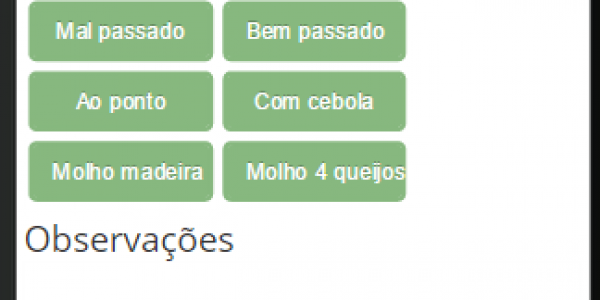 Mal passado Bem passado
Ao ponto Com cebola
Molho madeira Molho 4 queijos
Observações